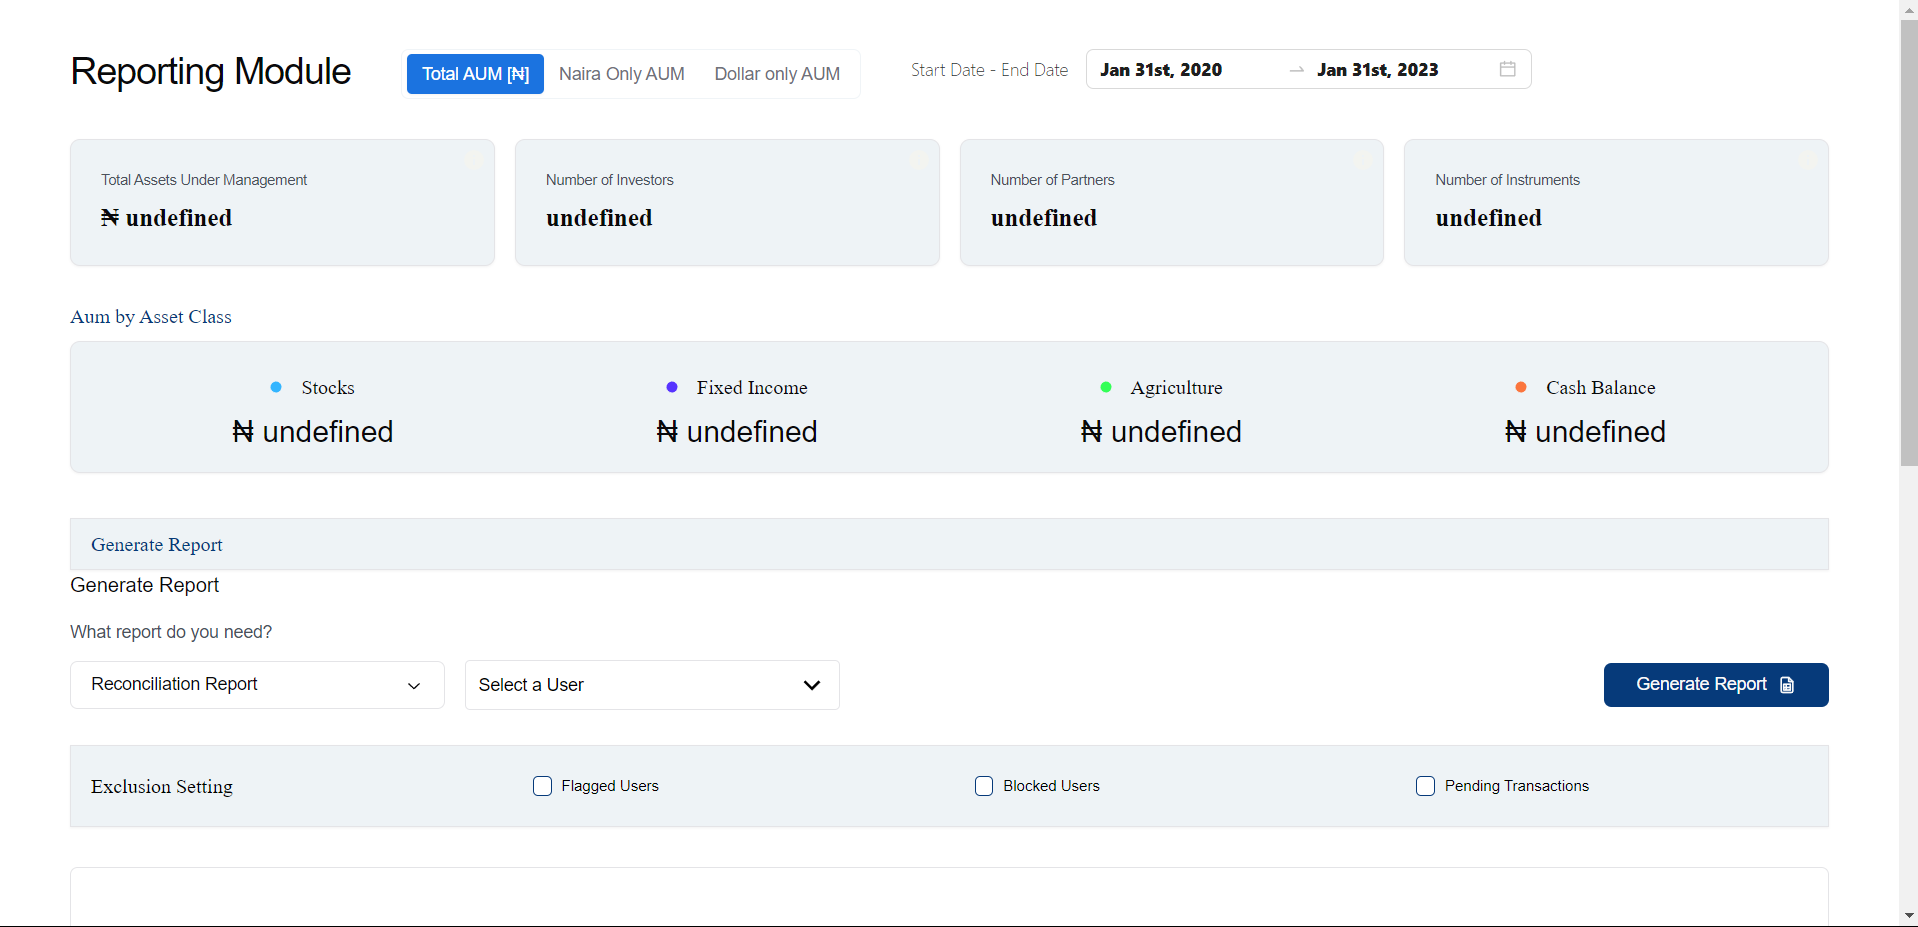 Reporting Module
Total AUM [₦] Naira Only AUM Dollar only AUM
Start Date - End Date Jan 31st, 2020 → Jan 31st, 2023
Total Assets Under Management
₦ undefined
Number of Investors
undefined
Number of Partners
undefined
Number of Instruments
undefined
Aum by Asset Class
Stocks
₦ undefined
Fixed Income
₦ undefined
Agriculture
₦ undefined
Cash Balance
₦ undefined
Generate Report
Generate Report
What report do you need?
Reconciliation Report Select a User Generate Report
Exclusion Setting Flagged Users Blocked Users Pending Transactions